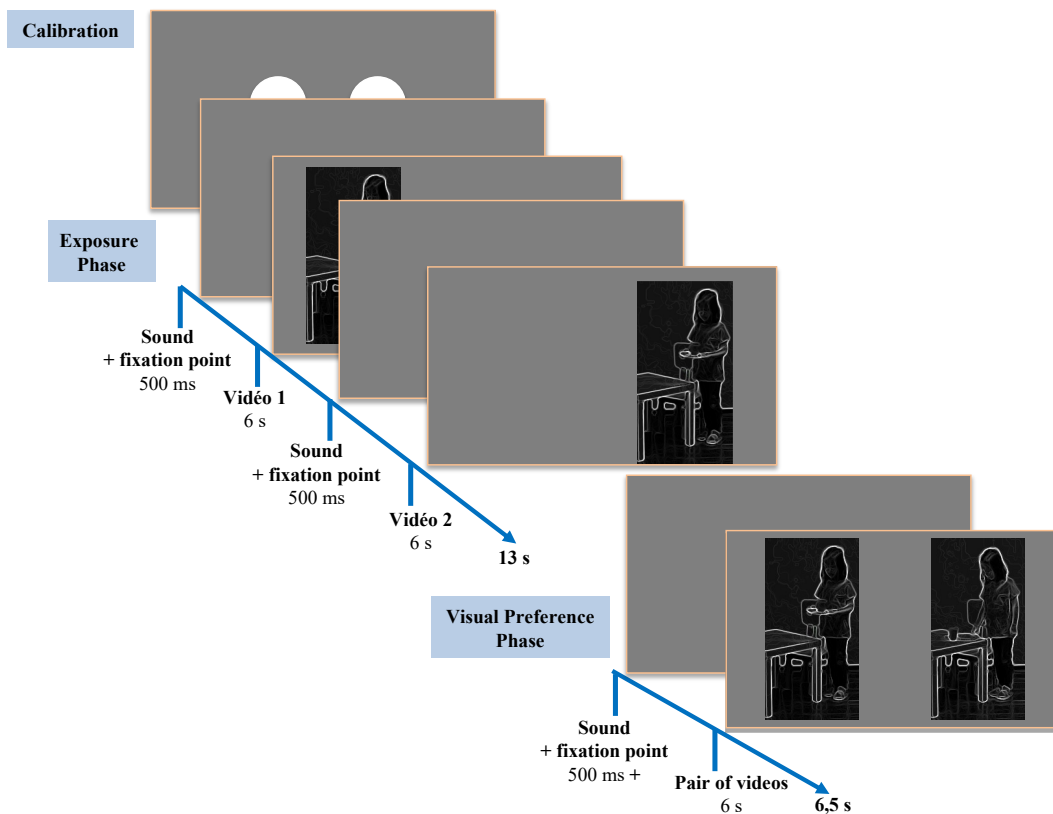 Calibration
Exposure
Phase
Sound
+ fixation point
500 ms
Vidéo 1
6 s
Sound
+ fixation point
500 ms
Vidéo 2
6 s
13 s
Visual Preference
Phase
Sound
+ fixation point
500 ms +
Pair of videos
6 s
6,5 s